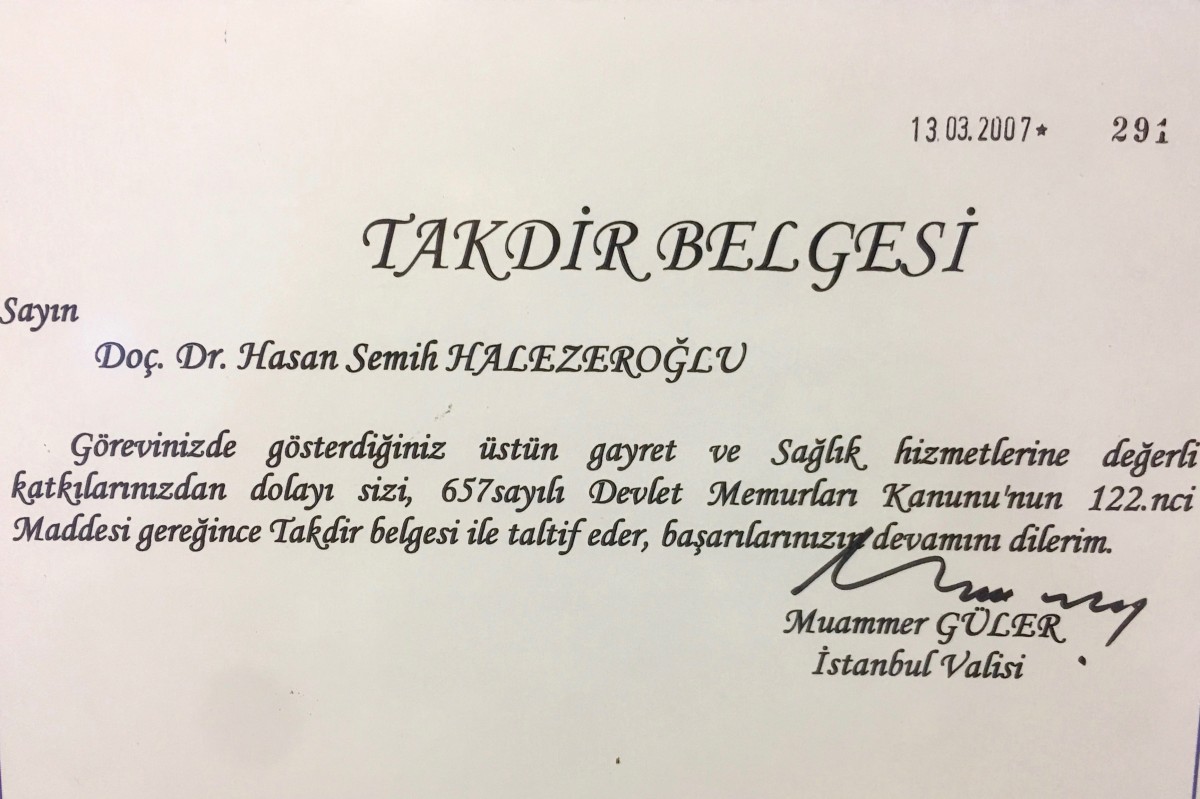 13.03.2007* 291
TAKDİR BELGESİ
Sayın
Doç. Dr. Hasan Semih HALEZEROĞLU
Görevinizde gösterdiğiniz üstün gayret ve Sağlık hizmetlerine değerli
katkılarınızdan dolayı sizi, 657sayılı Devlet Memurları Kanunu'nun 122.nci
Maddesi gereğince Takdir belgesi ile taltif eder, başarılarınızın devamını dilerim.
Muammer GÜLER
İstanbul Valisi